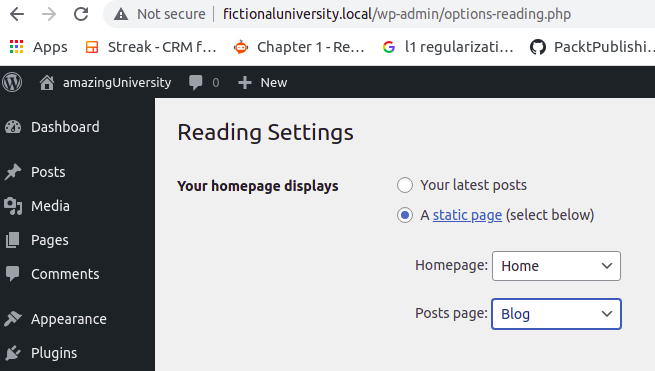 Not secure | fictionaluniversity.local/wp-admin/options-reading.php
Apps Streak - CRM f… Chapter 1 - Re… l1 regularizati… PacktPublishi…
amazingUniversity 0 New
Dashboard
Posts
Media
Pages
Comments
Appearance
Plugins
Reading Settings
Your homepage displays
Your latest posts
A static page (select below)
Homepage: Home
Posts page: Blog